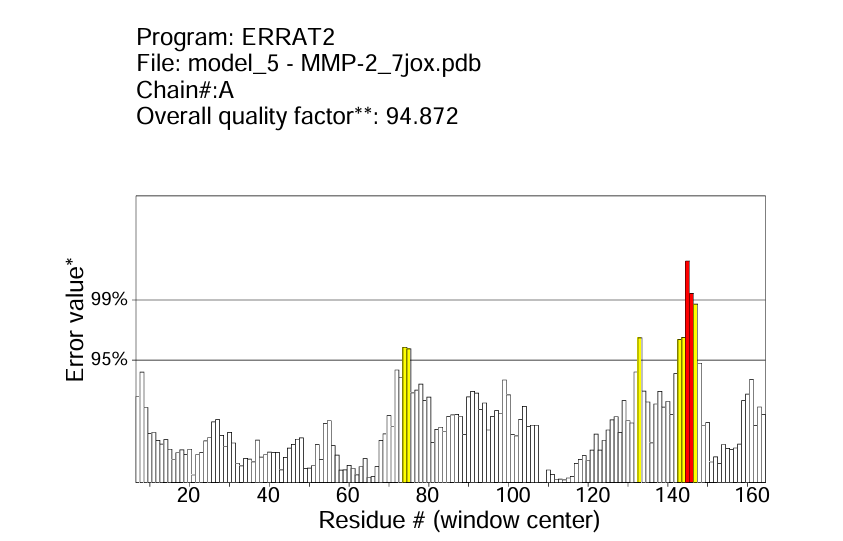 Program: ERRAT2
File: model_5 - MMP-2_7jox.pdb
Chain#:A
Overall quality factor**: 94.872
Error value*
99%
95%
20 40 60 80 100 120 140 160
Residue # (window center)